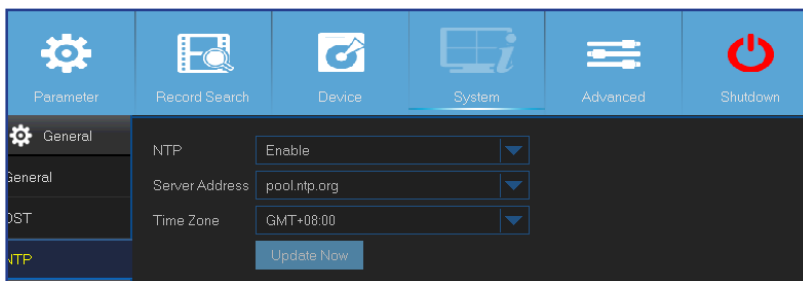 Parameter
Record Search
Device
System
Advanced
Shutdown
General
General
DST
NTP
NTP
Enable
Server Address
pool.ntp.org
Time Zone
GMT+08:00
Update Now